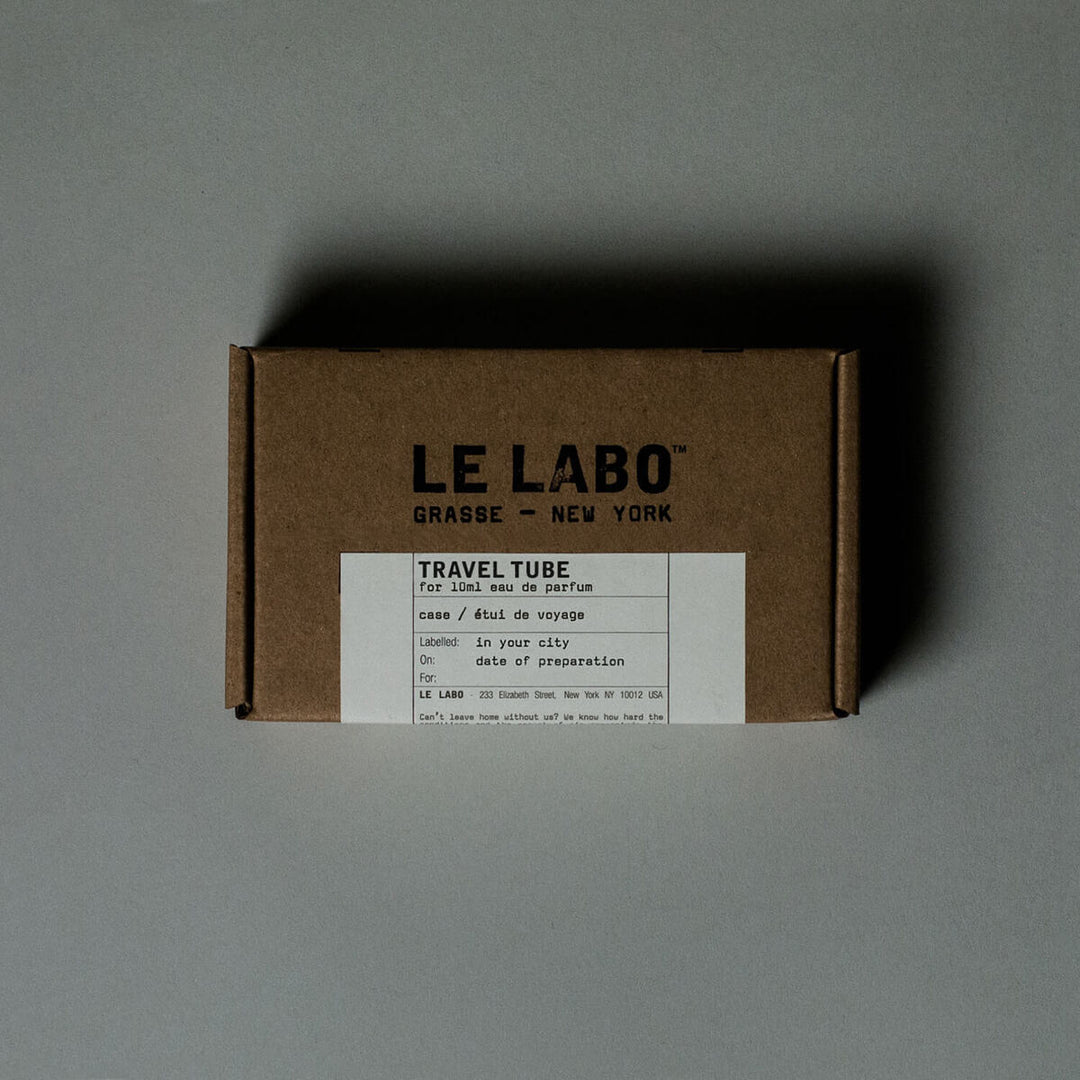 LE LABO™
GRASSE — NEW YORK
TRAVEL TUBE
for 10ml eau de parfum
case / étui de voyage
Labelled: in your city
On: date of preparation
For:
LE LABO - 233 Elizabeth Street, New York NY 10012 USA
Can't leave home without us? We know how hard the